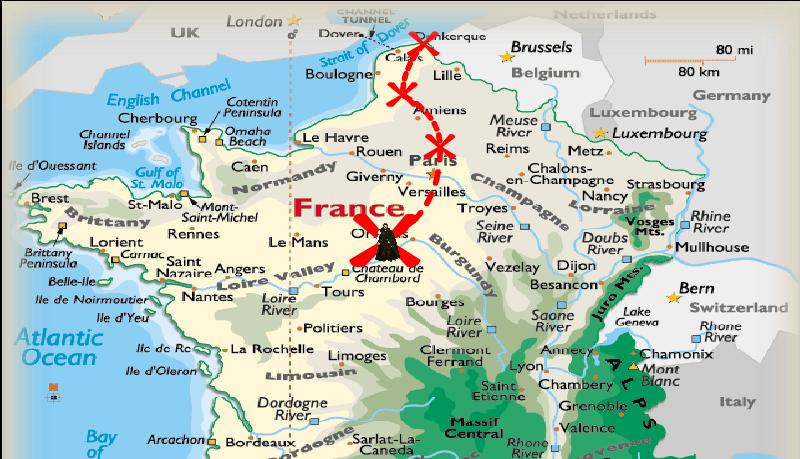 London
CHANNEL
TUNNEL
Netherlands
UK
Dover
Strait of Dover
Dunkerque
Calais
Brussels
80 mi
80 km
Boulogne
Lille
Belgium
English Channel
Cotentin
Peninsula
Germany
Cherbourg
Amiens
Meuse
River
Luxembourg
Luxembourg
Channel
Islands
Omaha
Beach
Le Havre
Rouen
Paris
Reims
Metz
Ile d'Ouessant
Gulf of
St. Malo
Caen
Normandy
Giverny
Versailles
Champagne
Chalons-
en-Champagne
Nancy
Strasbourg
Brest
St-Malo
Mont-
Saint-Michel
France
Troyes
Lorraine
Brittany
Rennes
Le Mans
Seine
River
Vosges
Mts.
Rhine
River
Lorient
Carnac
Brittany
Peninsula
Burgundy
Doubs
River
Mullhouse
Saint
Nazaire
Angers
Loire Valley
Chateau de
Chambord
Vezelay
Dijon
Besancon
Jura Mts.
Bern
Belle-Ile
Nantes
Loire
River
Tours
Bourges
Ile de Noirmoutier
Ile d'Yeu
Saone
River
Lake
Geneva
Switzerland
Rhone
River
Atlantic
Ocean
Politiers
Loire
River
Ile de Re
La Rochelle
Limoges
Clermont
Ferrand
Annecy
Chamonix
Ile d'Oleron
Limousin
Lyon
Mont
Blanc
Saint
Etienne
Chambery
ALPS
Italy
Dordogne
River
Grenoble
Massif
Central
Valence
Bay
of
Arcachon
Bordeaux
Dordogne
Sarlat-La-
Caneda
Rhone
River